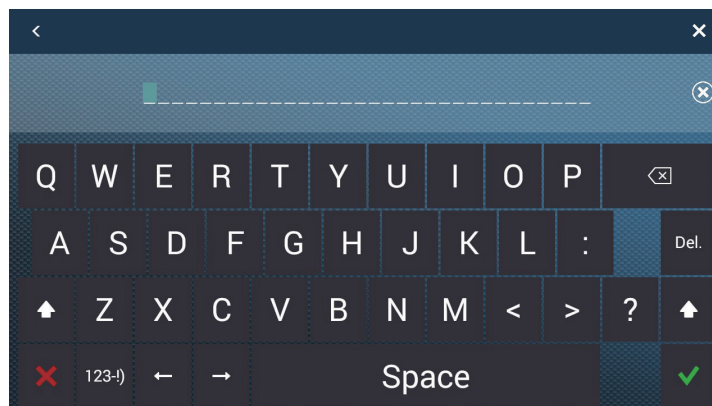 Q W E R T Y U I O P
A S D F G H J K L : Del.
Z X C V B N M < > ?
123-!) ← → Space